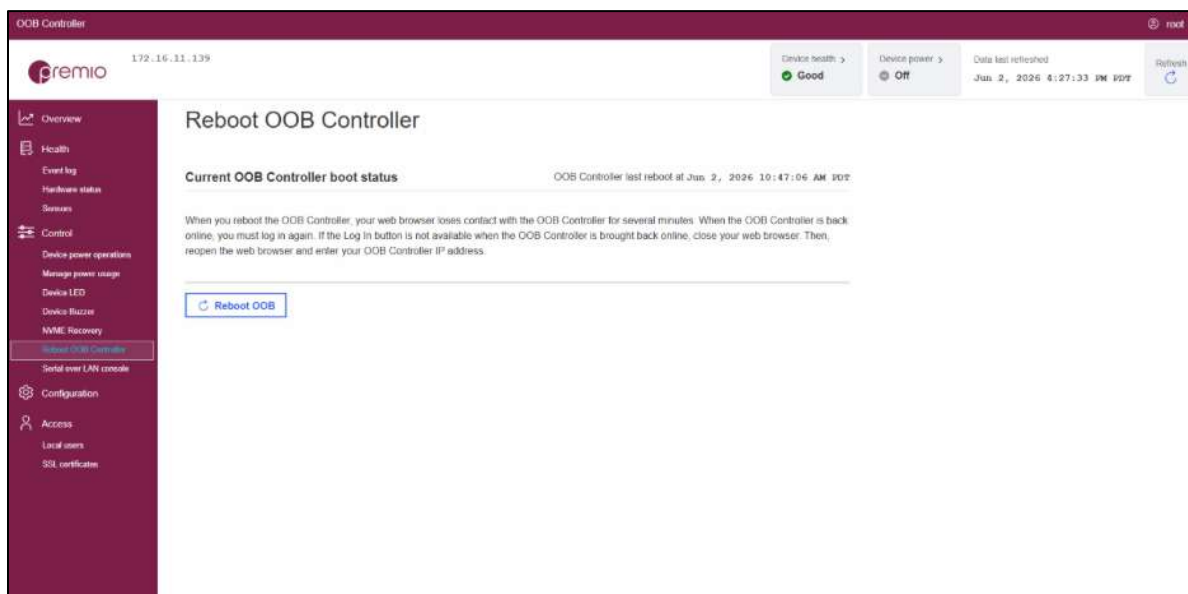 OOB Controller
root
premio
172.16.11.139
Device health >
Good
Device power >
Off
Data last refreshed
Jun 2, 2026 4:27:33 PM PDT
Refresh
Overview
Health
Event log
Hardware status
Sensors
Control
Device power operations
Manage power usage
Device LED
Device Buzzer
NVME Recovery
Reboot OOB Controller
Serial over LAN console
Configuration
Access
Local users
SSL certificates
Reboot OOB Controller
Current OOB Controller boot status
OOB Controller last reboot at Jun 2, 2026 10:47:06 AM PDT
When you reboot the OOB Controller, your web browser loses contact with the OOB Controller for several minutes. When the OOB Controller is back
online, you must log in again. If the Log In button is not available when the OOB Controller is brought back online, close your web browser. Then,
reopen the web browser and enter your OOB Controller IP address.
Reboot OOB